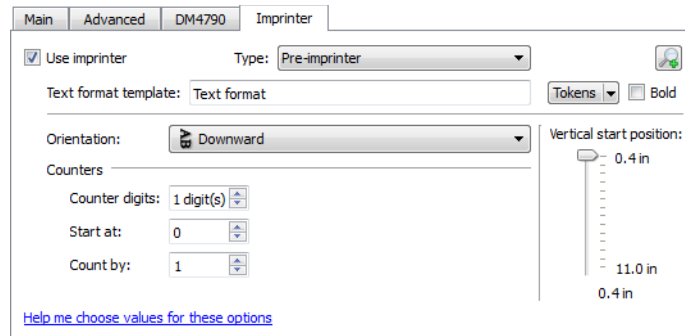 Main Advanced DM4790 Imprinter
Use imprinter Type: Pre-imprinter
Text format template: Text format Tokens Bold
Orientation: AB Downward Vertical start position:
0.4 in
Counters
Counter digits: 1 digit(s)
Start at: 0
Count by: 1
11.0 in
0.4 in
Help me choose values for these options